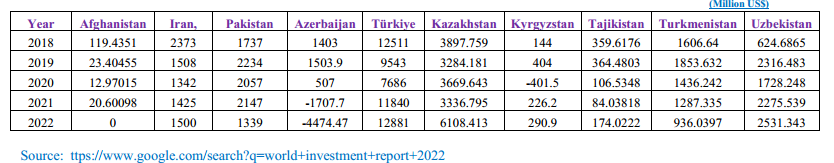 (Million US$)
Year Afghanistan Iran, Pakistan Azerbaijan Türkiye Kazakhstan Kyrgyzstan Tajikistan Turkmenistan Uzbekistan
2018 119.4351 2373 1737 1403 12511 3897.759 144 359.6176 1606.64 624.6865
2019 23.40455 1508 2234 1503.9 9543 3284.181 404 364.4803 1853.632 2316.483
2020 12.97015 1342 2057 507 7686 3669.643 -401.5 106.5348 1436.242 1728.248
2021 20.60098 1425 2147 -1707.7 11840 3336.795 226.2 84.03818 1287.335 2275.539
2022 0 1500 1339 -4474.47 12881 6108.413 290.9 174.0222 936.0397 2531.343
Source: ttps://www.google.com/search?q=world+investment+report+2022